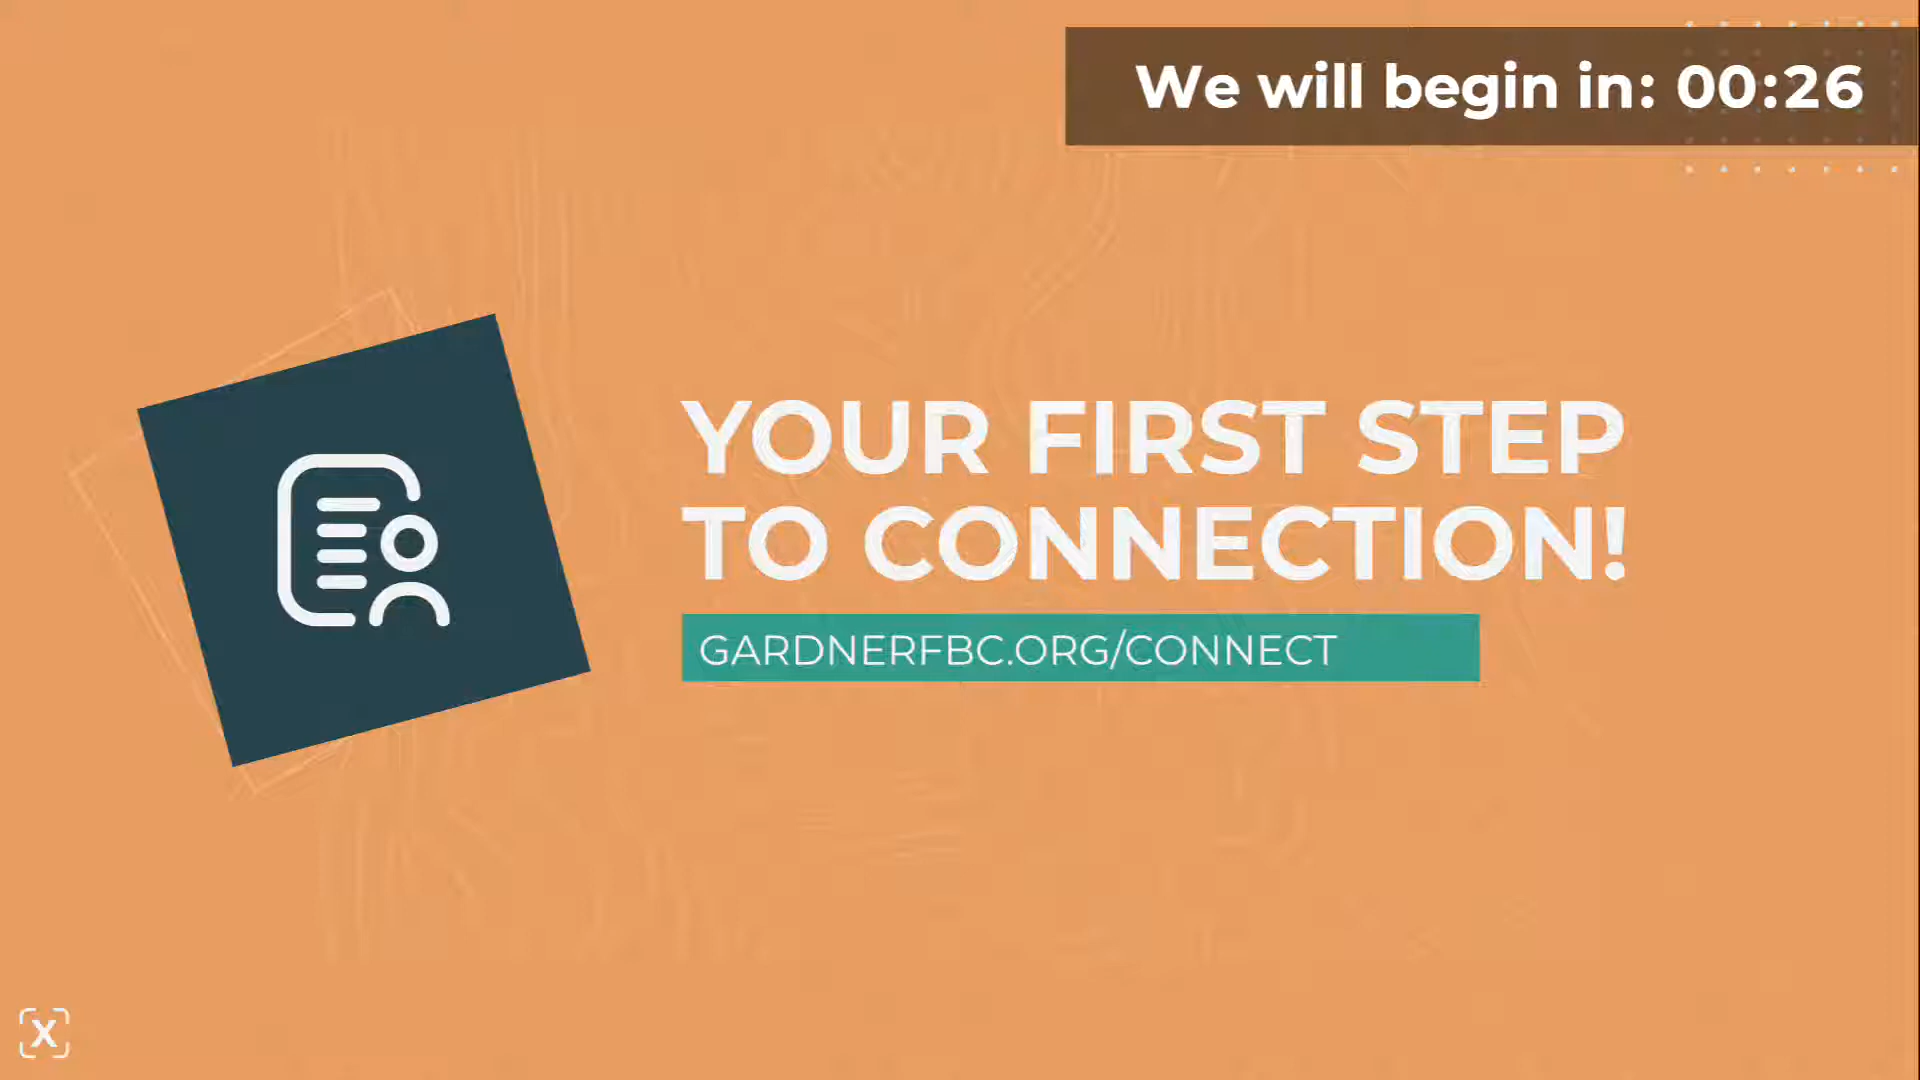 We will begin in: 00:26
YOUR FIRST STEP
TO CONNECTION!
GARDNERFBC.ORG/CONNECT
X